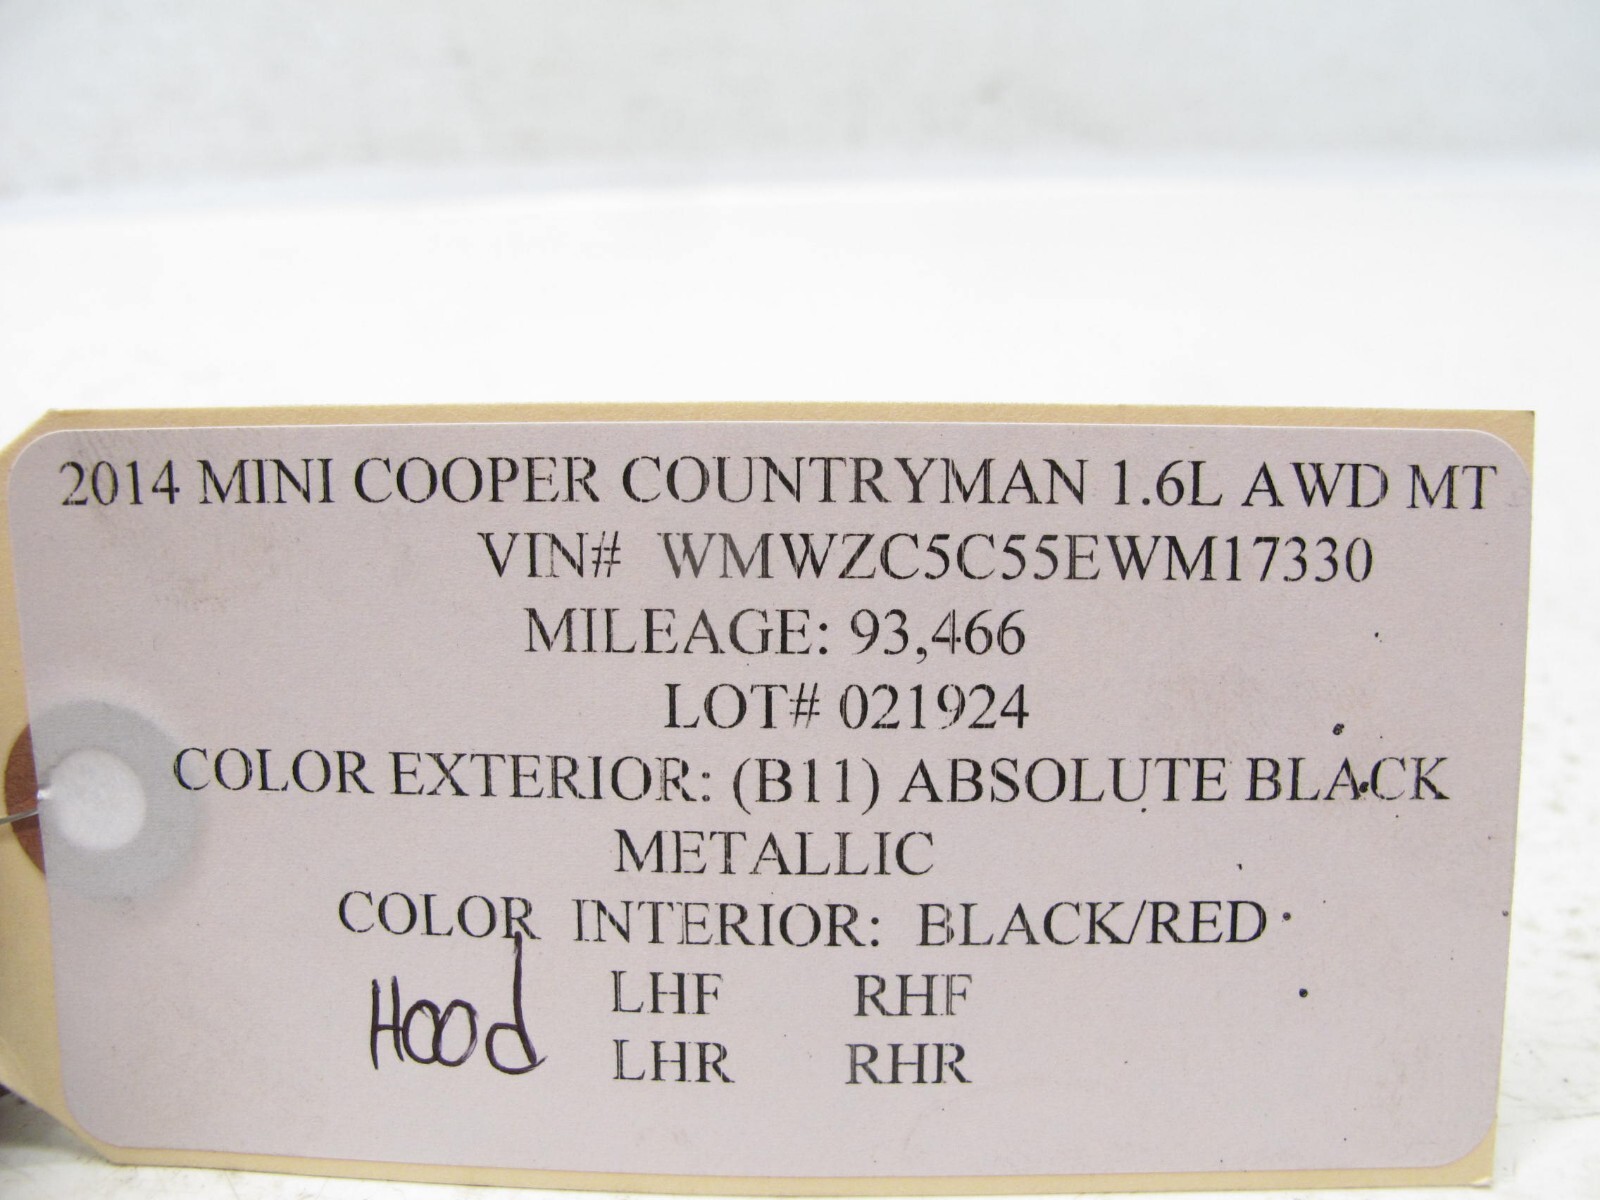 2014 MINI COOPER COUNTRYMAN 1.6L AWD MT
VIN# WMWZC5C55EWM17330
MILEAGE: 93,466
LOT# 021924
COLOR EXTERIOR: (B11) ABSOLUTE BLACK
METALLIC
COLOR INTERIOR: BLACK/RED
LHF RHF
Hood
LHR RHR